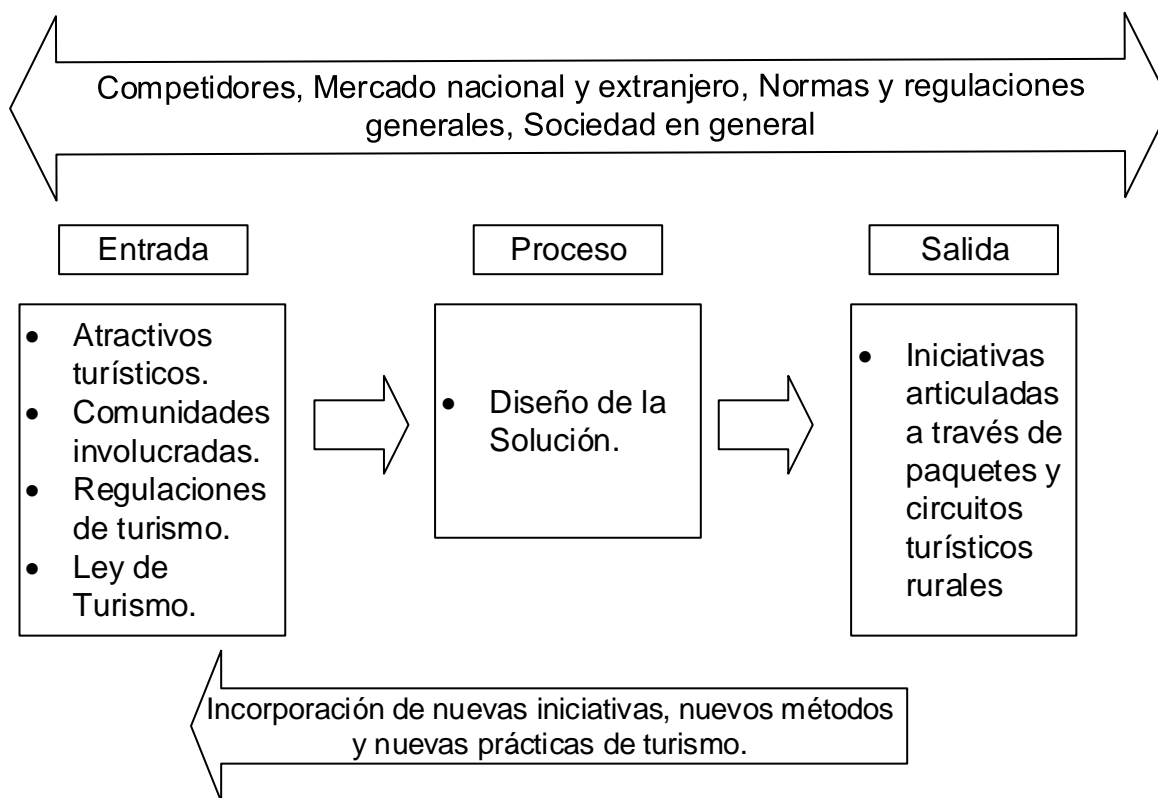 Competidores, Mercado nacional y extranjero, Normas y regulaciones
generales, Sociedad en general
Entrada
Proceso
Salida
• Atractivos
turísticos.
• Comunidades
involucradas.
• Regulaciones
de turismo.
• Ley de
Turismo.
• Diseño de la
Solución.
• Iniciativas
articuladas
a través de
paquetes y
circuitos
turísticos
rurales
Incorporación de nuevas iniciativas, nuevos métodos
y nuevas prácticas de turismo.